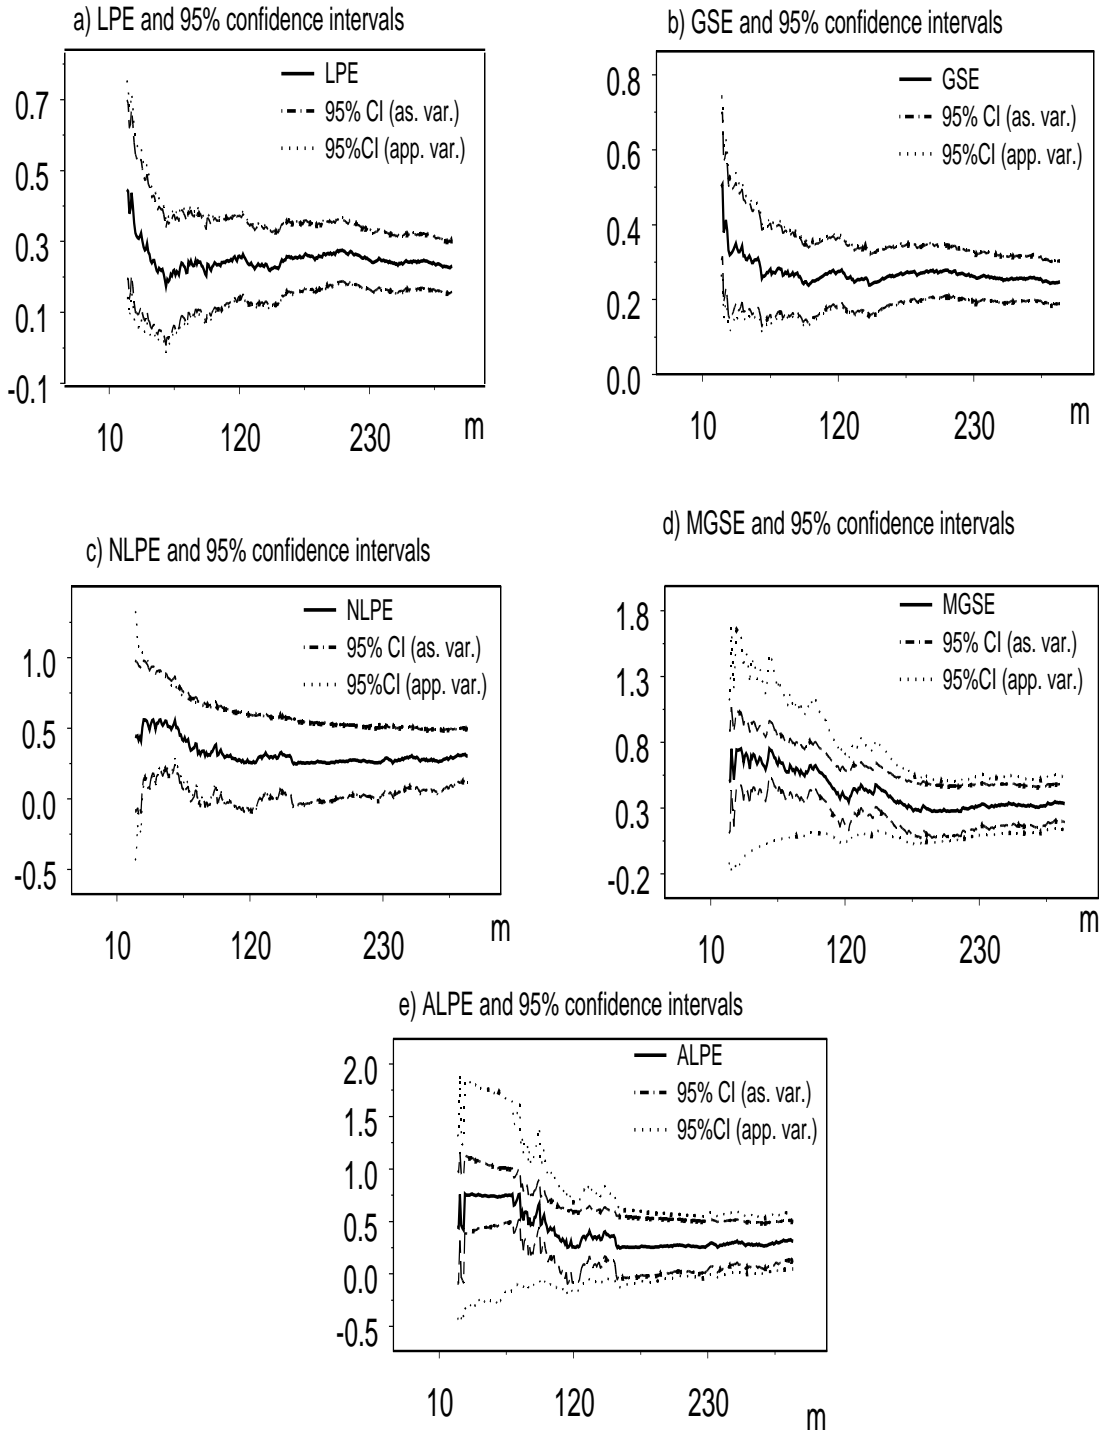 a) LPE and 95% confidence intervals
LPE
95% CI (as. var.)
95%CI (app. var.)
0.7
0.5
0.3
0.1
-0.1
10 120 230 m
b) GSE and 95% confidence intervals
GSE
95% CI (as. var.)
95%CI (app. var.)
0.8
0.6
0.4
0.2
0.0
10 120 230 m
c) NLPE and 95% confidence intervals
NLPE
95% CI (as. var.)
95%CI (app. var.)
1.0
0.5
0.0
-0.5
10 120 230 m
d) MGSE and 95% confidence intervals
MGSE
95% CI (as. var.)
95%CI (app. var.)
1.8
1.3
0.8
0.3
-0.2
10 120 230 m
e) ALPE and 95% confidence intervals
ALPE
95% CI (as. var.)
95%CI (app. var.)
2.0
1.5
1.0
0.5
0.0
-0.5
10 120 230 m